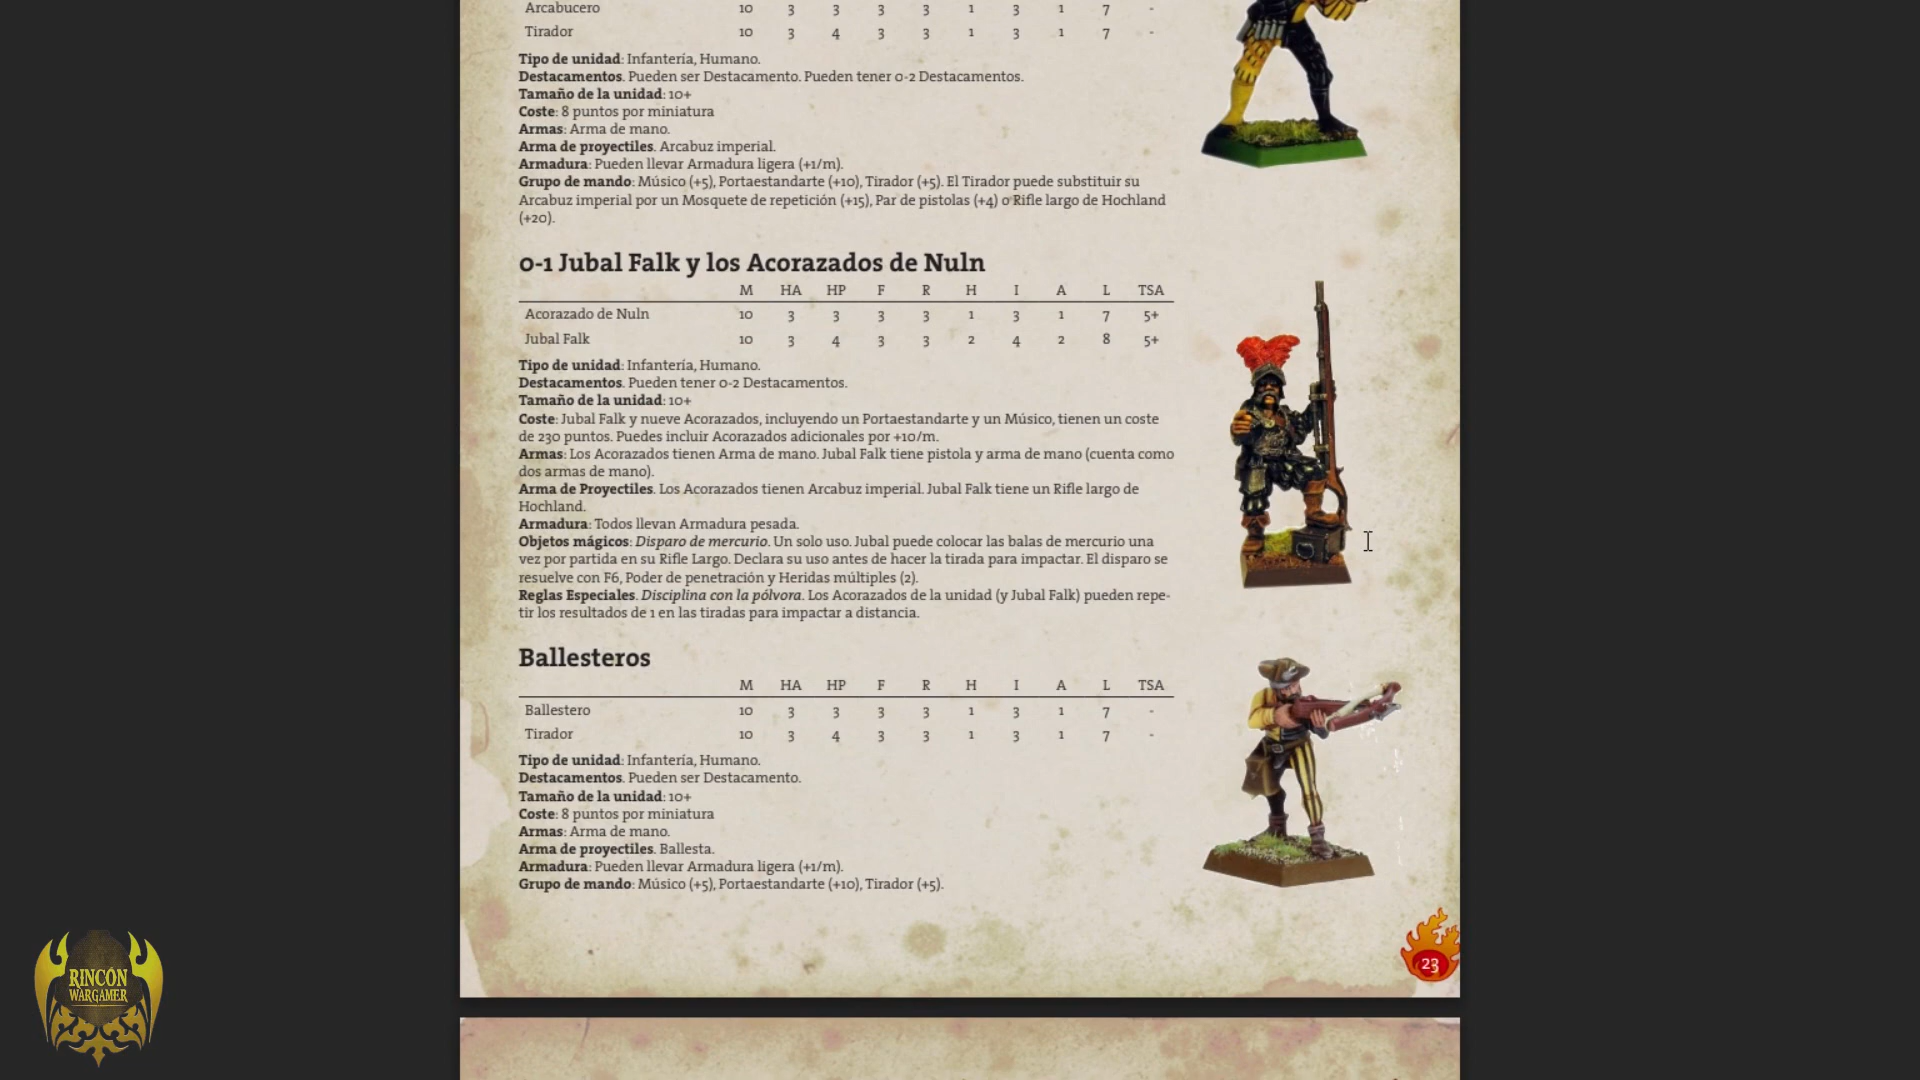 Arcabucero 10 3 3 3 3 1 3 1 7 -
Tirador 10 3 4 3 3 1 3 1 7 -
Tipo de unidad: Infantería, Humano.
Destacamentos. Pueden ser Destacamento. Pueden tener 0-2 Destacamentos.
Tamaño de la unidad: 10+
Coste: 8 puntos por miniatura
Armas: Arma de mano.
Arma de proyectiles. Arcabuz imperial.
Armadura: Pueden llevar Armadura ligera (+1/m).
Grupo de mando: Músico (+5), Portaestandarte (+10), Tirador (+5). El Tirador puede substituir su
Arcabuz imperial por un Mosquete de repetición (+15), Par de pistolas (+4) o Rifle largo de Hochland
(+20).
0-1 Jubal Falk y los Acorazados de Nuln
M HA HP F R H I A L TSA
Acorazado de Nuln 10 3 3 3 3 1 3 1 7 5+
Jubal Falk 10 3 4 3 3 2 4 2 8 5+
Tipo de unidad: Infantería, Humano.
Destacamentos. Pueden tener 0-2 Destacamentos.
Tamaño de la unidad: 10+
Coste: Jubal Falk y nueve Acorazados, incluyendo un Portaestandarte y un Músico, tienen un coste
de 230 puntos. Puedes incluir Acorazados adicionales por +10/m.
Armas: Los Acorazados tienen Arma de mano. Jubal Falk tiene pistola y arma de mano (cuenta como
dos armas de mano).
Arma de Proyectiles. Los Acorazados tienen Arcabuz imperial. Jubal Falk tiene un Rifle largo de
Hochland.
Armadura: Todos llevan Armadura pesada.
Objetos mágicos: Disparo de mercurio. Un solo uso. Jubal puede colocar las balas de mercurio una
vez por partida en su Rifle Largo. Declara su uso antes de hacer la tirada para impactar. El disparo se
resuelve con F6, Poder de penetración y Heridas múltiples (2).
Reglas Especiales. Disciplina con la pólvora. Los Acorazados de la unidad (y Jubal Falk) pueden repe-
tir los resultados de 1 en las tiradas para impactar a distancia.
Ballesteros
M HA HP F R H I A L TSA
Ballestero 10 3 3 3 3 1 3 1 7 -
Tirador 10 3 4 3 3 1 3 1 7 -
Tipo de unidad: Infantería, Humano.
Destacamentos. Pueden ser Destacamento.
Tamaño de la unidad: 10+
Coste: 8 puntos por miniatura
Armas: Arma de mano.
Arma de proyectiles. Ballesta.
Armadura: Pueden llevar Armadura ligera (+1/m).
Grupo de mando: Músico (+5), Portaestandarte (+10), Tirador (+5).
23
RINCÓN
WARGAMER